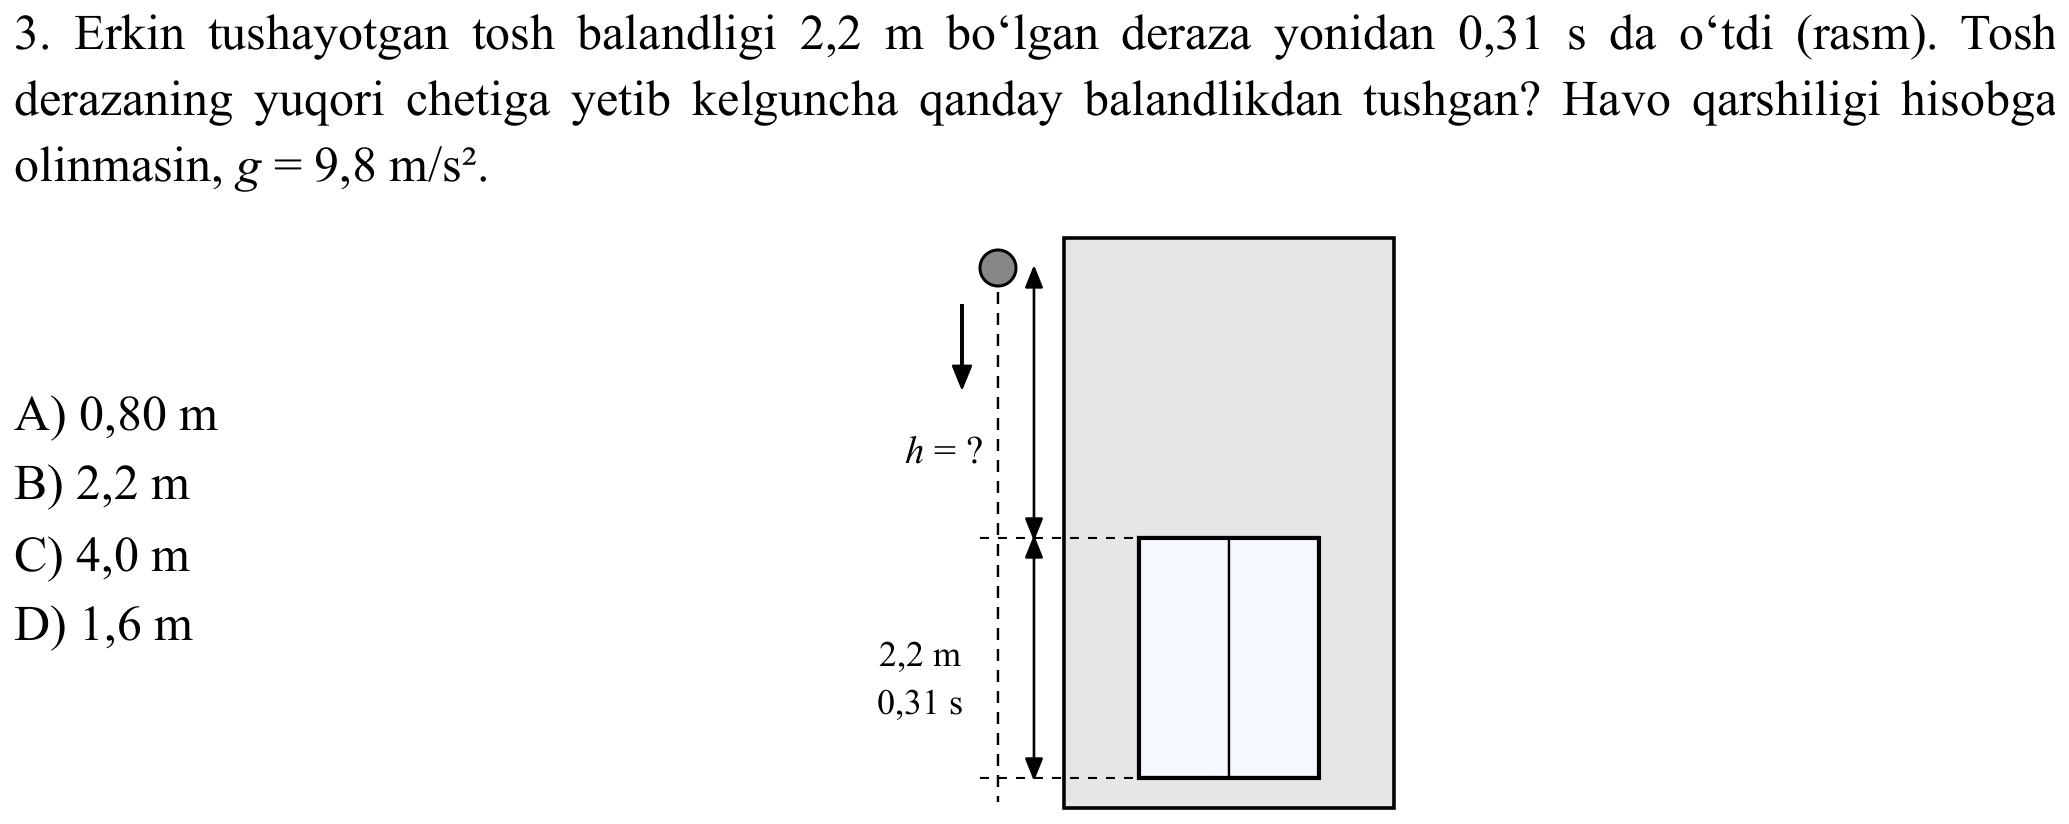 3. Erkin tushayotgan tosh balandligi 2,2 m bo‘lgan deraza yonidan 0,31 s da o‘tdi (rasm). Tosh
derazaning yuqori chetiga yetib kelguncha qanday balandlikdan tushgan? Havo qarshiligi hisobga
olinmasin, g = 9,8 m/s².
A) 0,80 m
B) 2,2 m
C) 4,0 m
D) 1,6 m
h = ?
2,2 m
0,31 s